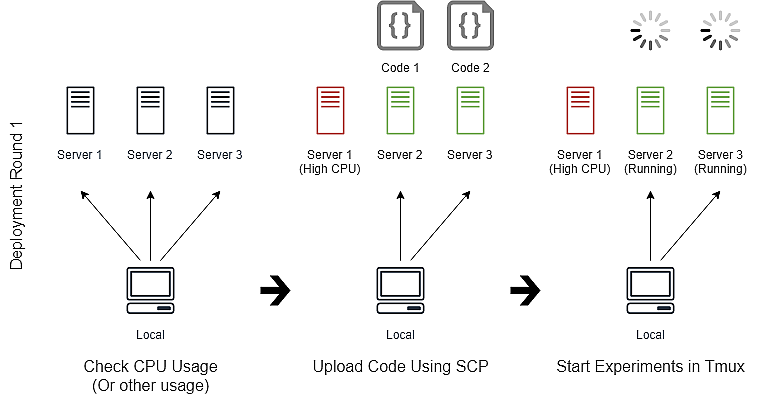 Deployment Round 1
Code 1
Code 2
Server 1
Server 2
Server 3
Server 1
(High CPU)
Server 2
Server 3
Server 1
(High CPU)
Server 2
(Running)
Server 3
(Running)
Local
Local
Local
Check CPU Usage
(Or other usage)
Upload Code Using SCP
Start Experiments in Tmux